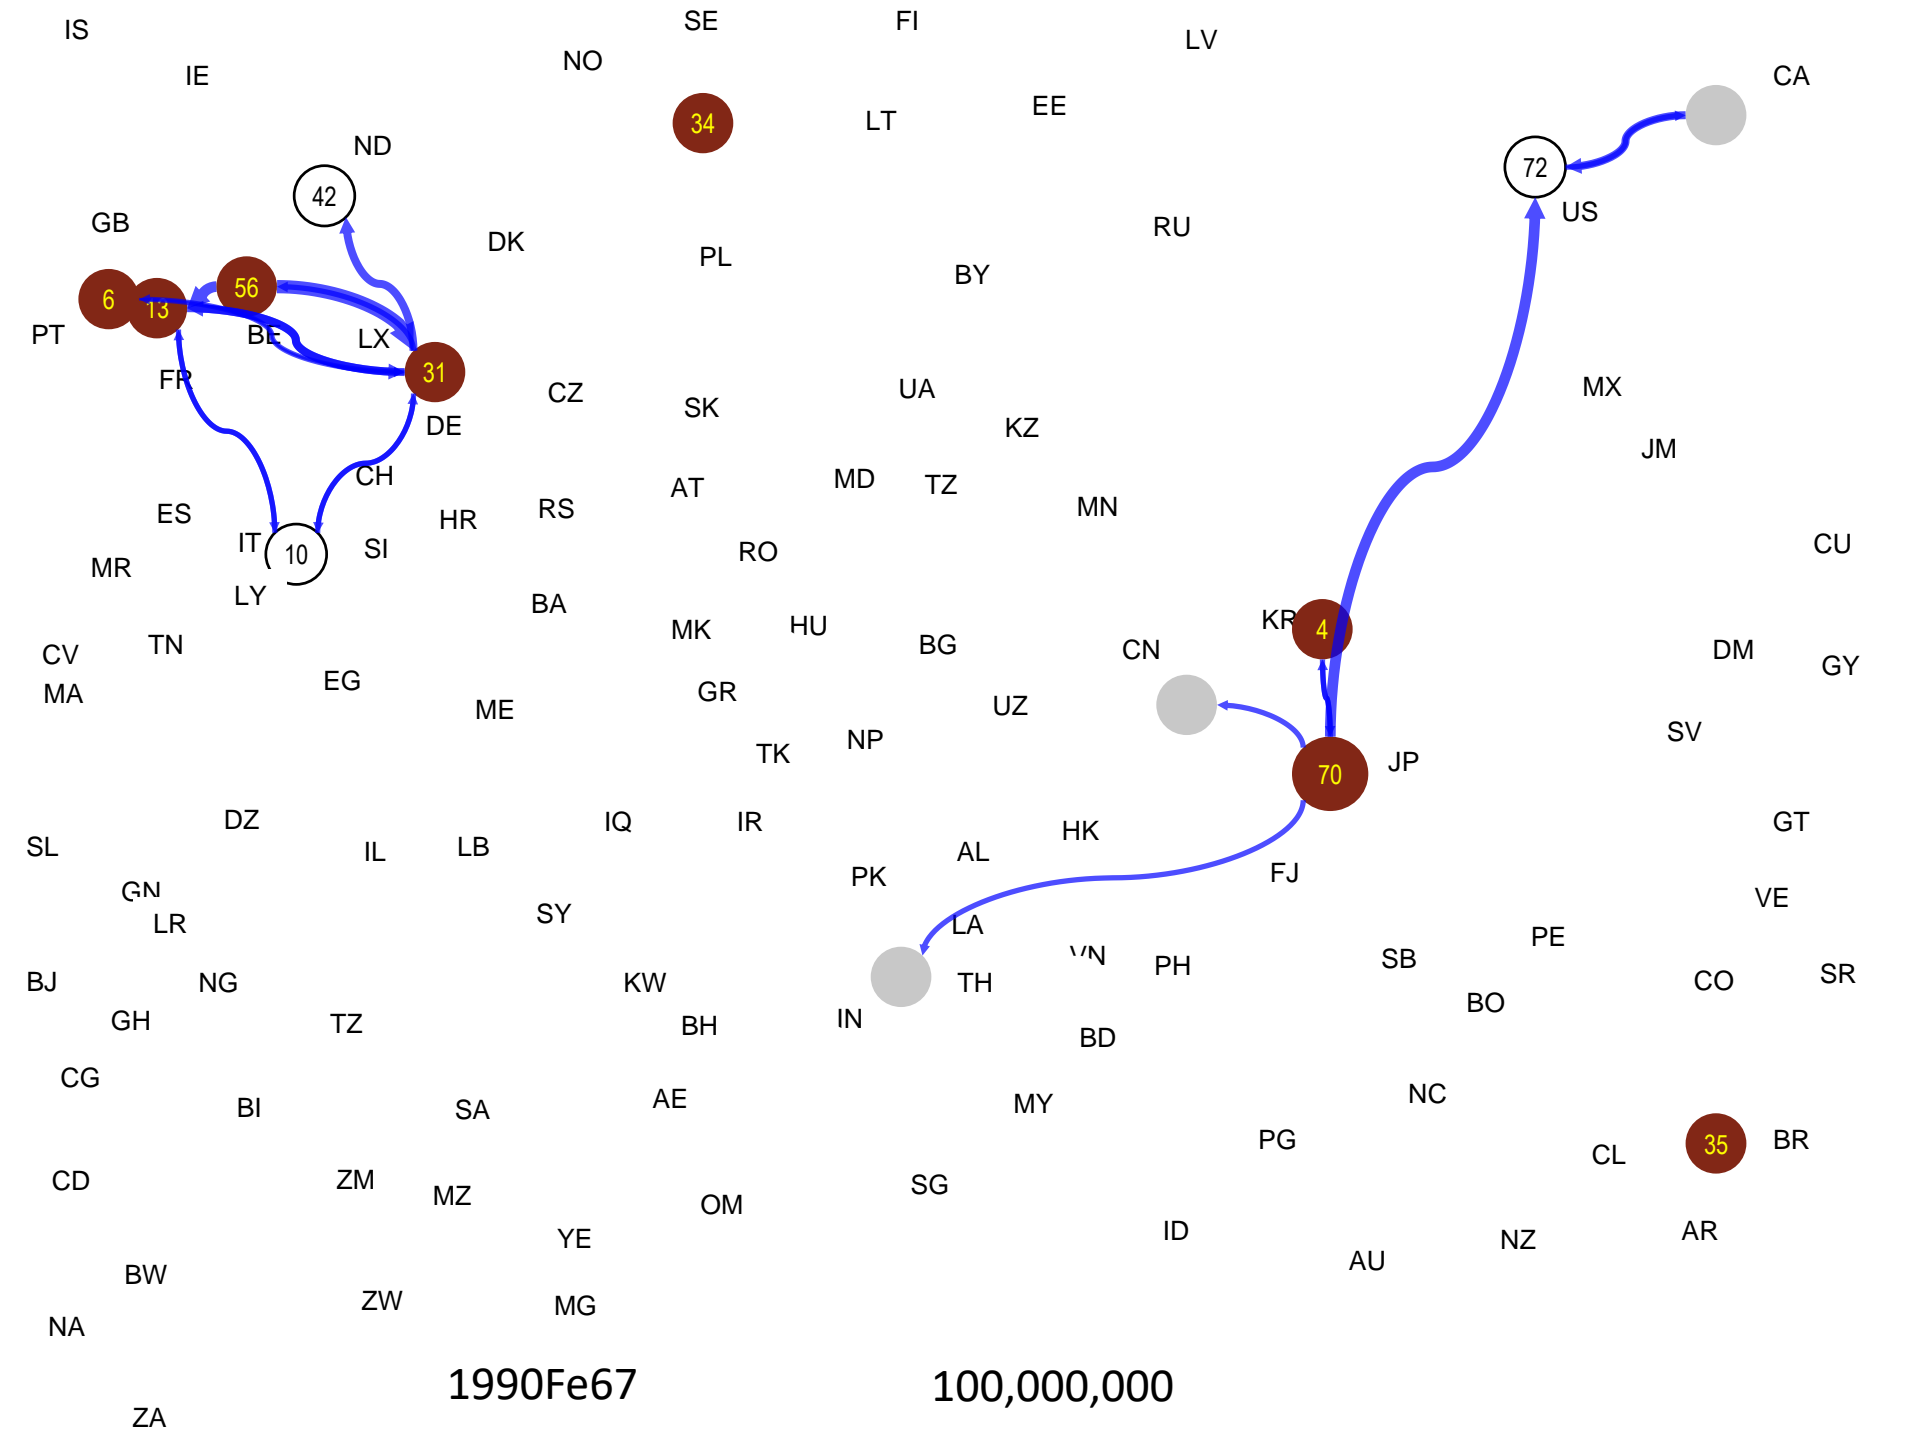 SE
FI
IS
LV
NO
IE
CA
EE
LT
34
ND
72
42
US
GB
RU
DK
PL
BY
56
6
13
PT
BE
LX
FR
31
MX
UA
CZ
SK
DE
KZ
JM
CH
MD
TZ
AT
MN
RS
ES
HR
IT
10
SI
RO
CU
MR
LY
BA
KR
4
HU
MK
TN
BG
CN
DM
CV
GY
EG
MA
GR
UZ
ME
SV
NP
TK
JP
70
DZ
IQ
IR
GT
HK
SL
IL
LB
AL
FJ
PK
GN
VE
SY
LR
LA
PE
VN
SB
PH
SR
BJ
NG
KW
TH
CO
BO
IN
GH
TZ
BH
BD
CG
NC
AE
MY
BI
SA
PG
BR
35
CL
CD
ZM
SG
MZ
OM
ID
AR
YE
NZ
AU
BW
ZW
MG
NA
1990Fe67
100,000,000
ZA